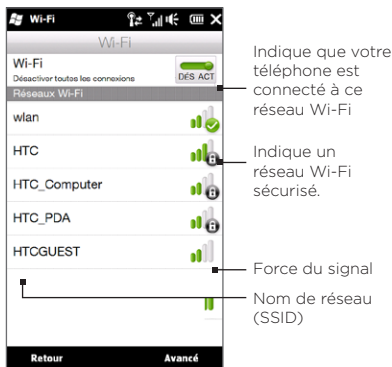 Wi-Fi
Wi-Fi
Wi-Fi
Désactiver toutes les connexions
DÉS ACT
Réseaux Wi-Fi
wlan
HTC
HTC_Computer
HTC_PDA
HTCGUEST
Retour
Avancé
Indique que votre
téléphone est
connecté à ce
réseau Wi-Fi
Indique un
réseau Wi-Fi
sécurisé.
Force du signal
Nom de réseau
(SSID)